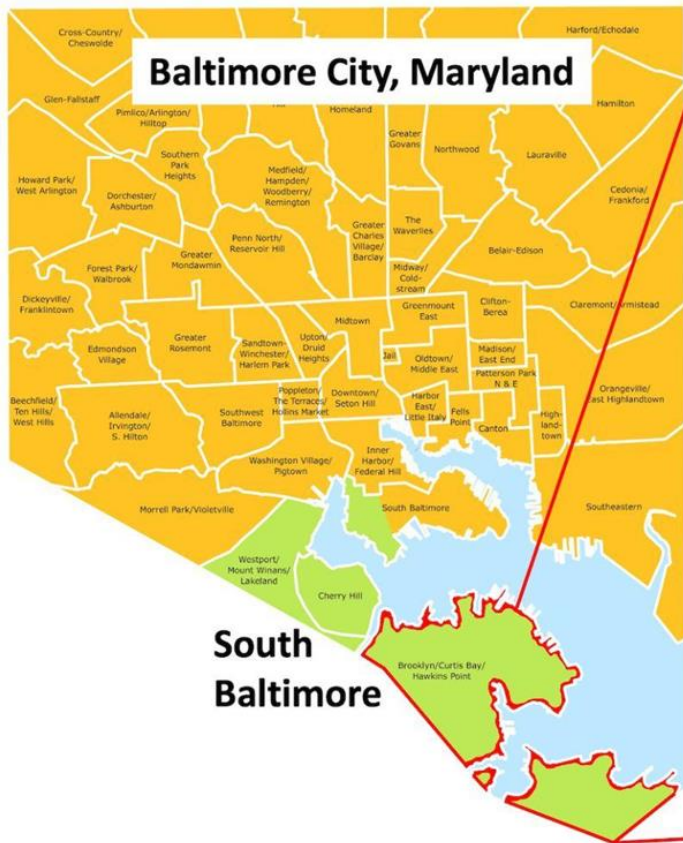 Cross-Country/
Cheswolde
Harford/Echodale
Baltimore City, Maryland
Glen-Fallstaff
Pimlico/Arlington/
Hilltop
Homeland
Hamilton
Greater
Govans
Northwood
Lauraville
Southern
Park
Heights
Howard Park/
West Arlington
Dorchester/
Ashburton
Medfield/
Hampden/
Woodberry/
Remington
Cedonia/
Frankford
Greater
Charles
Village/
Barclay
The
Waverlies
Penn North/
Reservoir Hill
Belair-Edison
Greater
Mondawmin
Forest Park/
Walbrook
Midway/
Cold-
stream
Dickeyville/
Franklintown
Greenmount
East
Clifton-
Berea
Claremont/Armistead
Midtown
Edmondson
Village
Greater
Rosemont
Sandtown-
Winchester/
Harlem Park
Upton/
Druid
Heights
Jail
Oldtown/
Middle East
Madison/
East End
Patterson Park
N & E
Beechfield/
Ten Hills/
West Hills
Allendale/
Irvington/
S. Hilton
Southwest
Baltimore
Poppleton/
The Terraces/
Hollins Market
Downtown/
Seton Hill
Harbor
East/
Little Italy
Fells
Point
Canton
High-
land-
town
Orangeville/
East Highlandtown
Washington Village/
Pigtown
Inner
Harbor/
Federal Hill
Morrell Park/Violetville
South Baltimore
Southeastern
Westport/
Mount Winans/
Lakeland
Cherry Hill
South
Baltimore
Brooklyn/Curtis Bay/
Hawkins Point